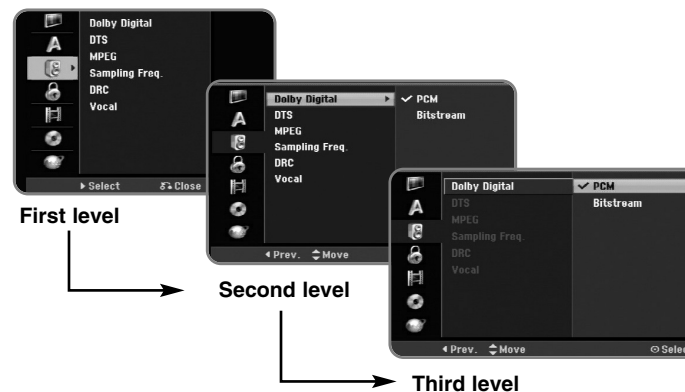 Dolby Digital
DTS
MPEG
Sampling Freq.
DRC
Vocal
A
Select Close
First level
Dolby Digital
DTS
MPEG
Sampling Freq.
DRC
Vocal
PCM
Bitstream
A
Prev. Move
Second level
Dolby Digital
DTS
MPEG
Sampling Freq.
DRC
Vocal
PCM
Bitstream
A
Prev. Move
Third level